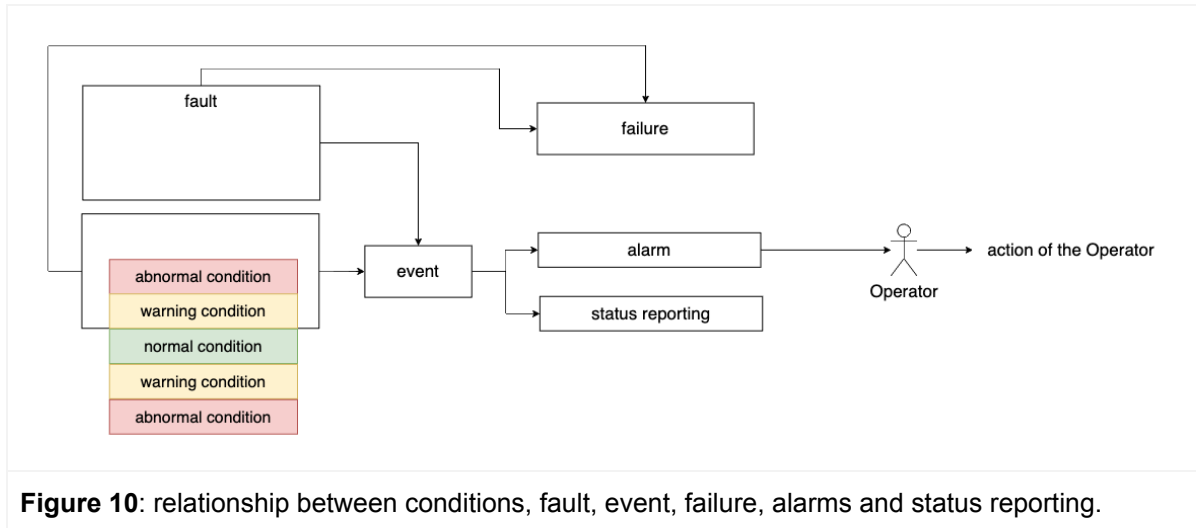 fault
failure
abnormal condition
warning condition
normal condition
warning condition
abnormal condition
event
alarm
status reporting
Operator
action of the Operator
Figure 10: relationship between conditions, fault, event, failure, alarms and status reporting.